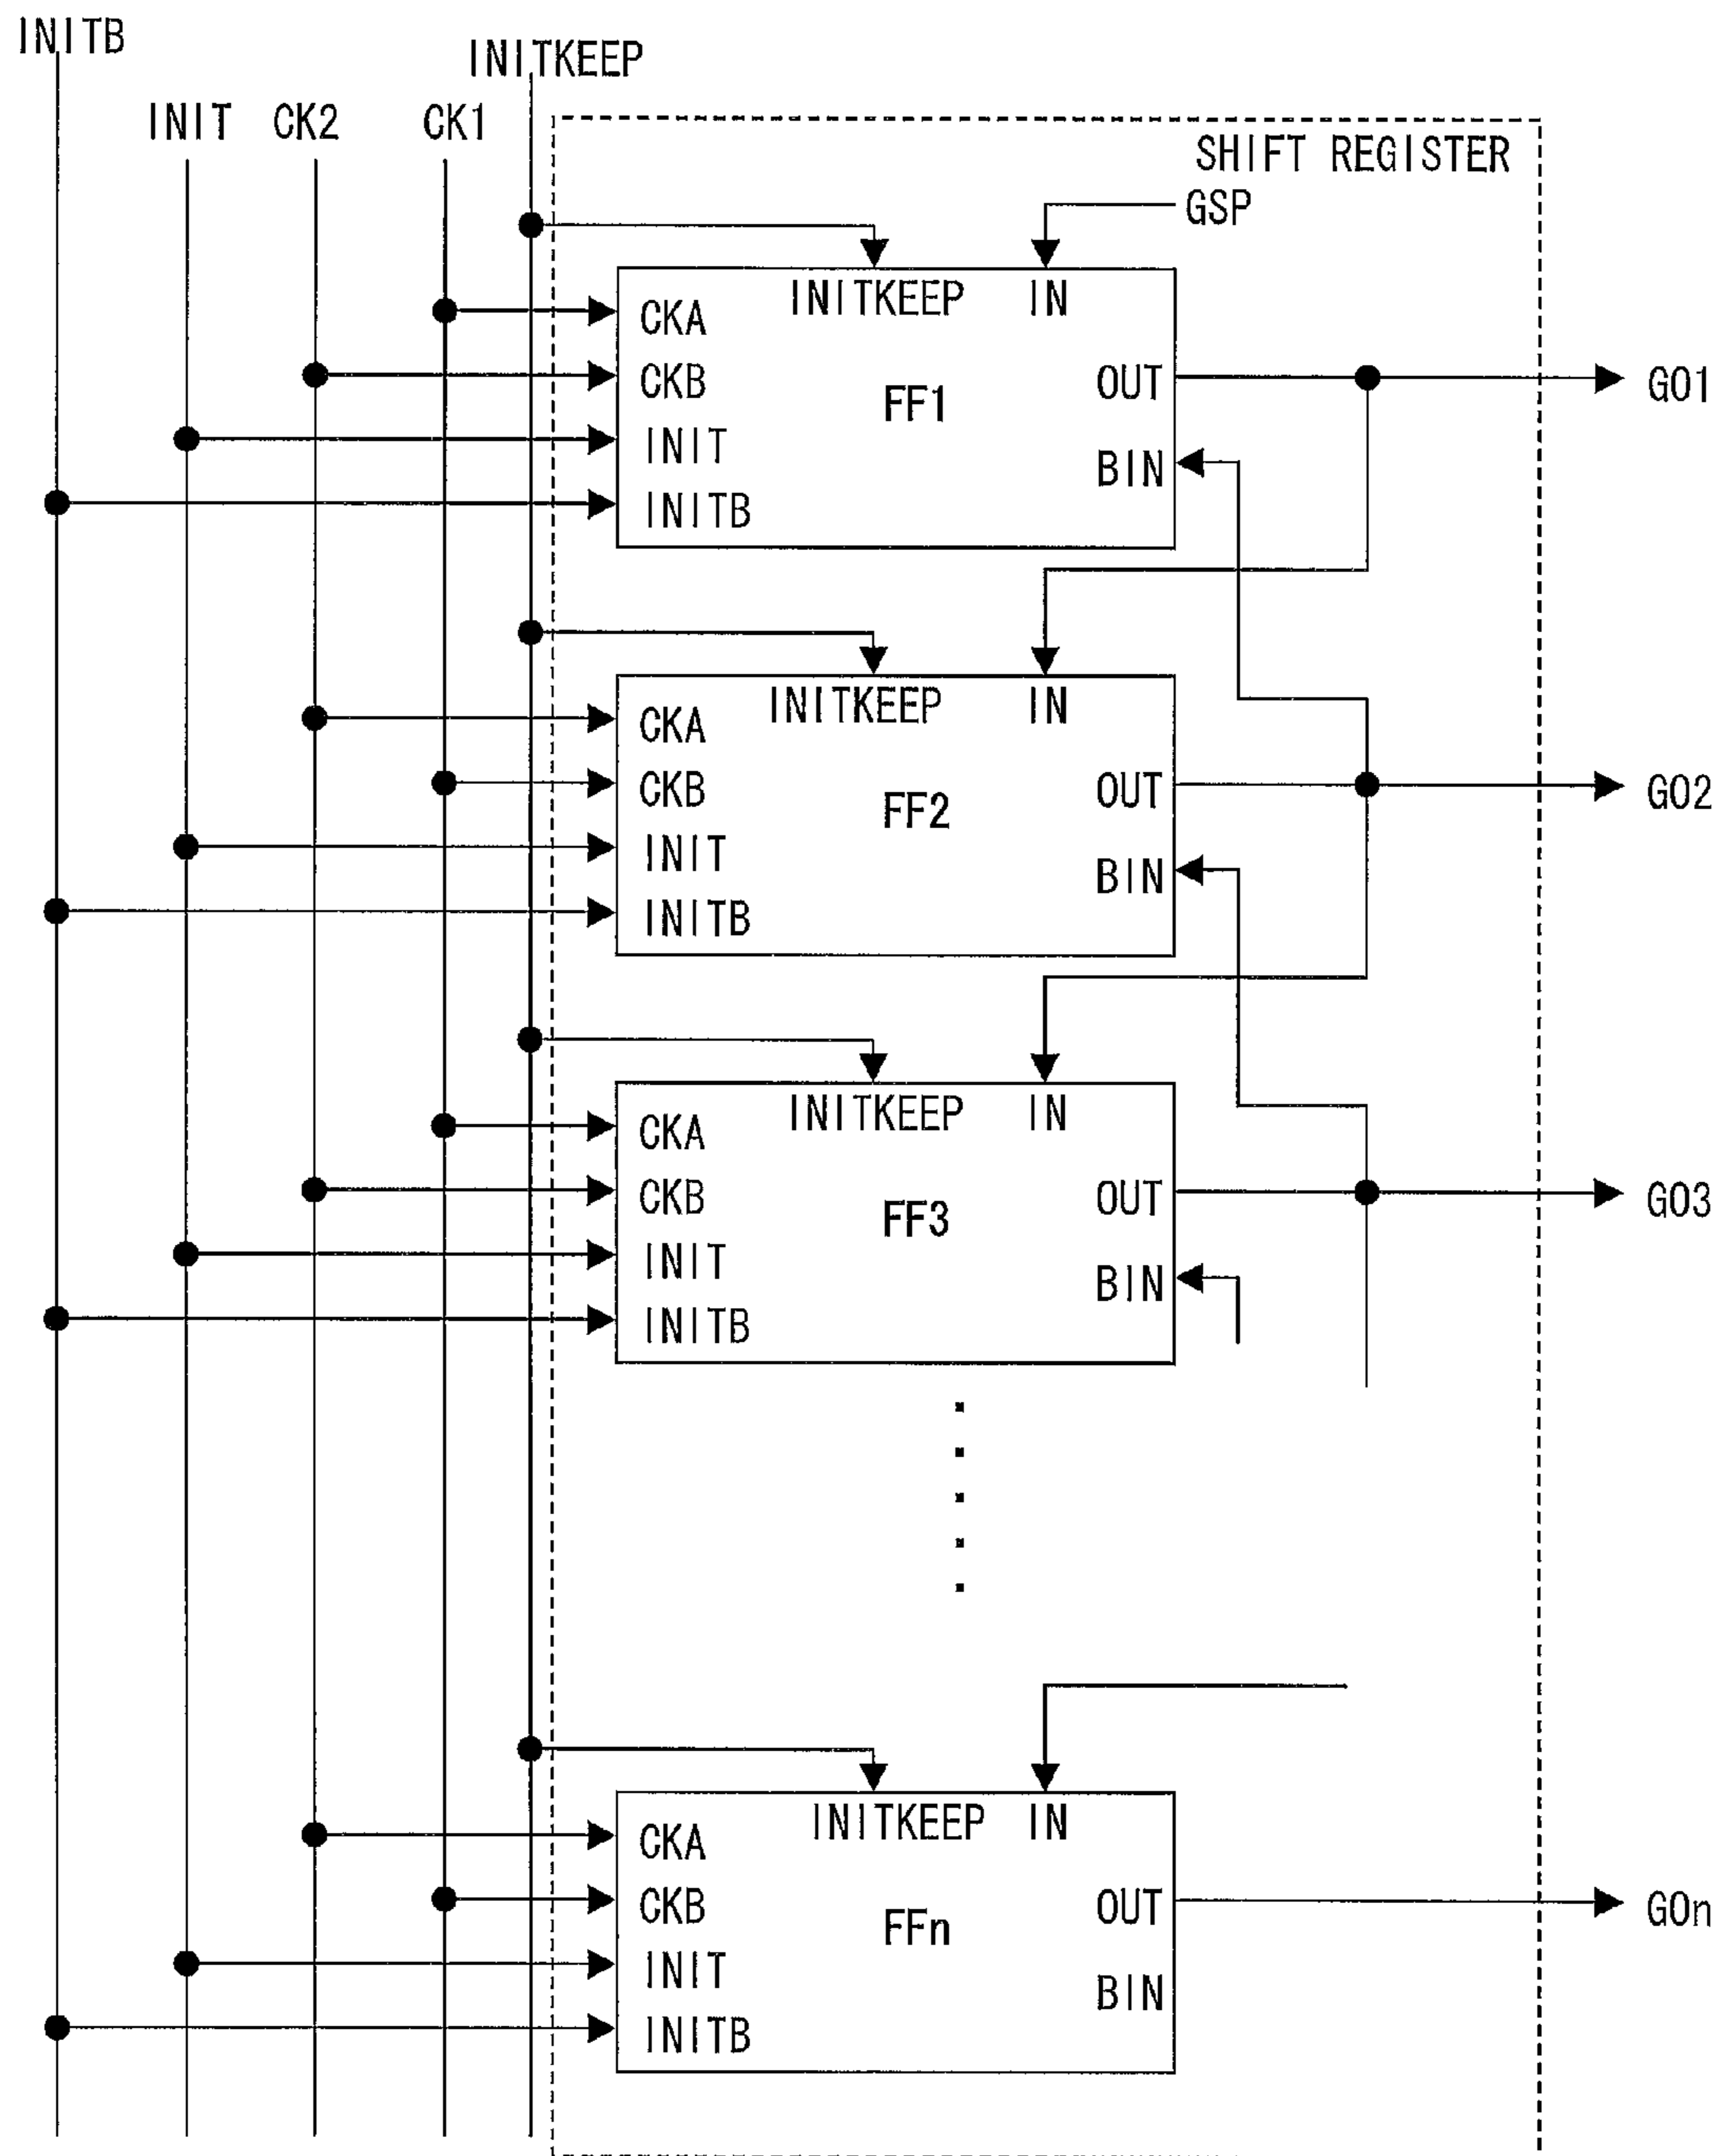 INITB
INITKEEP
INIT CK2 CK1
SHIFT REGISTER
GSP
INITKEEP IN
CKA
CKB
INIT
INITB
FF1
OUT
BIN
GO1
INITKEEP IN
CKA
CKB
INIT
INITB
FF2
OUT
BIN
GO2
INITKEEP IN
CKA
CKB
INIT
INITB
FF3
OUT
BIN
GO3
INITKEEP IN
CKA
CKB
INIT
INITB
FFn
OUT
BIN
GOn